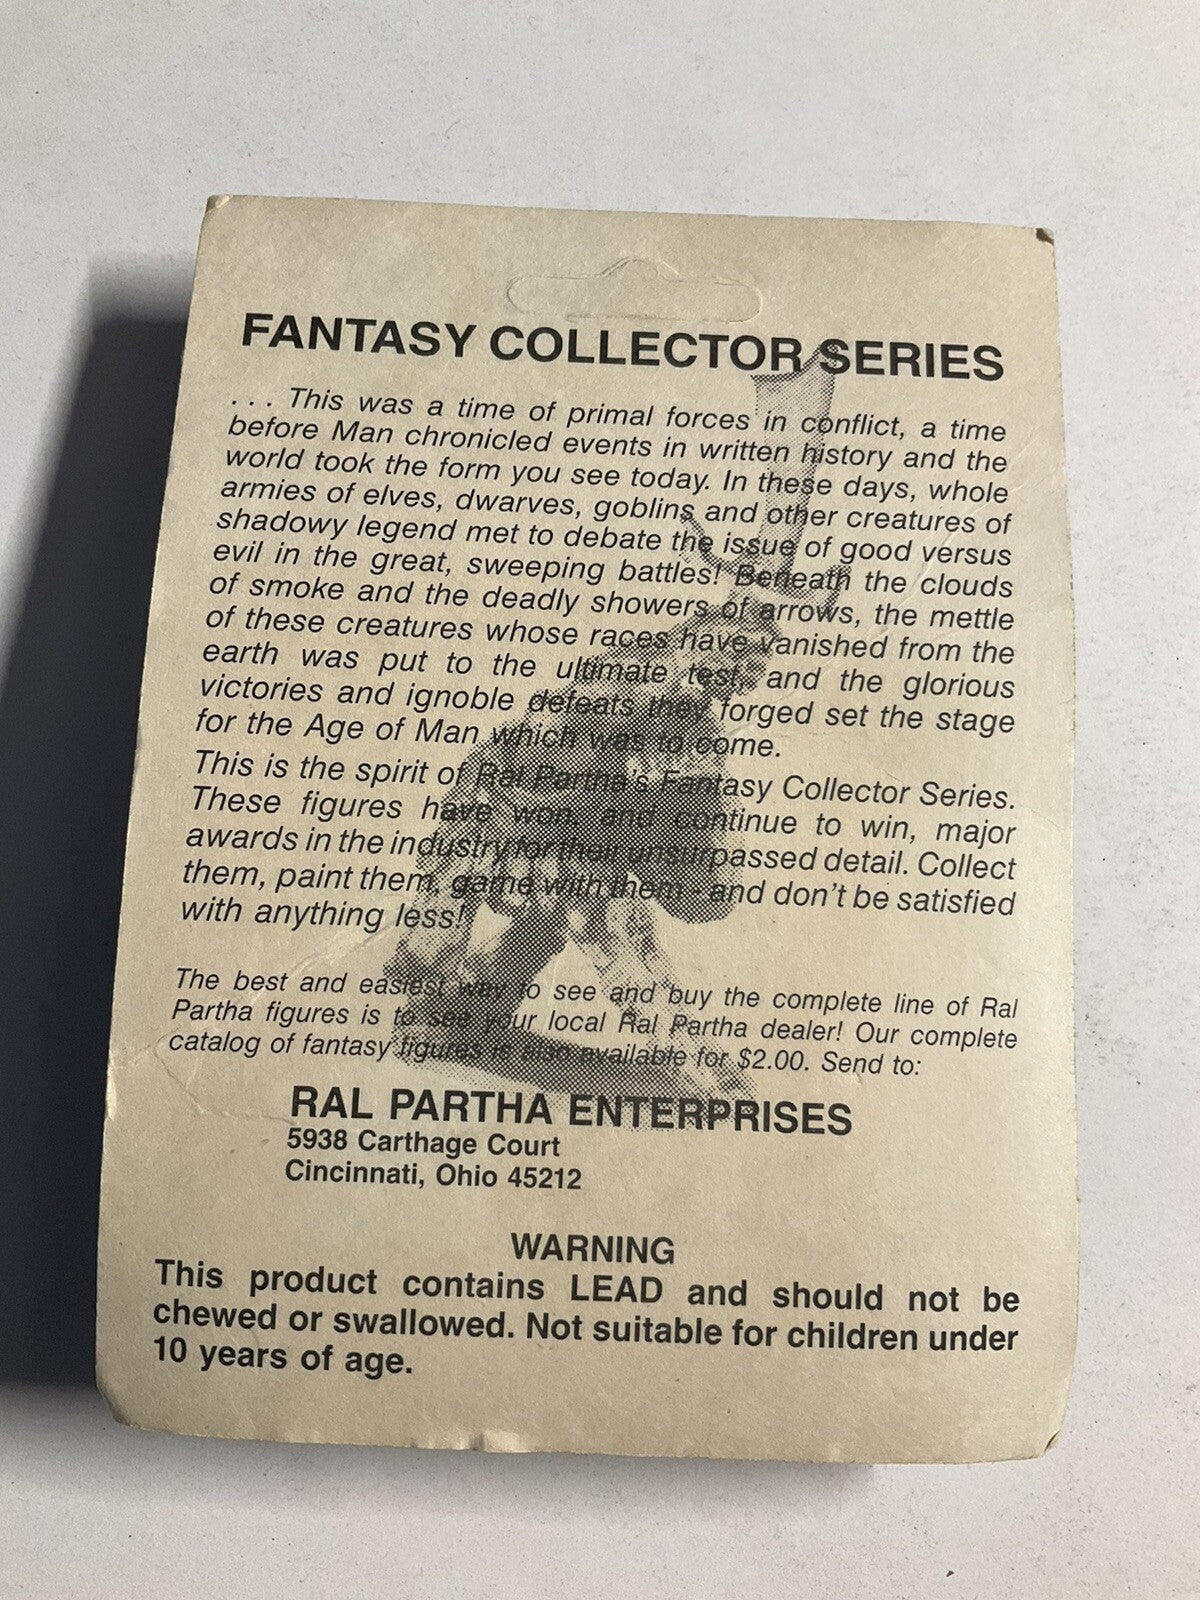 FANTASY COLLECTOR SERIES
. . . This was a time of primal forces in conflict, a time
before Man chronicled events in written history and the
world took the form you see today. In these days, whole
armies of elves, dwarves, goblins and other creatures of
shadowy legend met to debate the issue of good versus
evil in the great, sweeping battles! Beneath the clouds
of smoke and the deadly showers of arrows, the mettle
of these creatures whose races have vanished from the
earth was put to the ultimate test, and the glorious
victories and ignoble defeats they forged set the stage
for the Age of Man which was to come.
This is the spirit of Ral Partha's Fantasy Collector Series.
These figures have won, and continue to win, major
awards in the industry for their unsurpassed detail. Collect
them, paint them, game with them - and don't be satisfied
with anything less!
The best and easiest way to see and buy the complete line of Ral
Partha figures is to see your local Ral Partha dealer! Our complete
catalog of fantasy figures is also available for $2.00. Send to:
RAL PARTHA ENTERPRISES
5938 Carthage Court
Cincinnati, Ohio 45212
WARNING
This product contains LEAD and should not be
chewed or swallowed. Not suitable for children under
10 years of age.